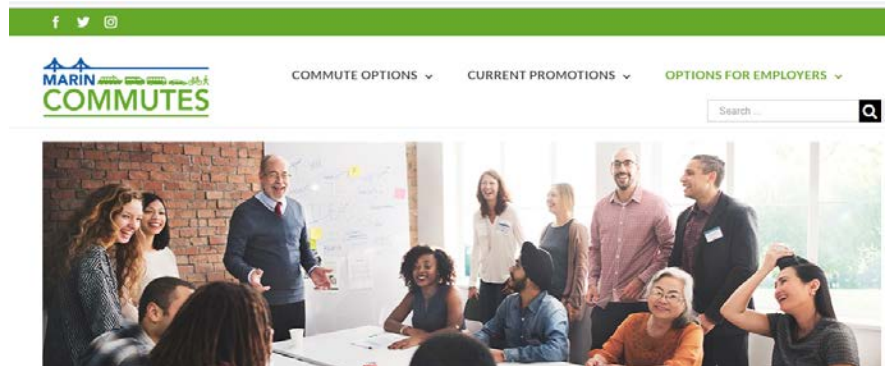 MARIN
COMMUTES
COMMUTE OPTIONS
CURRENT PROMOTIONS
OPTIONS FOR EMPLOYERS
Search ...